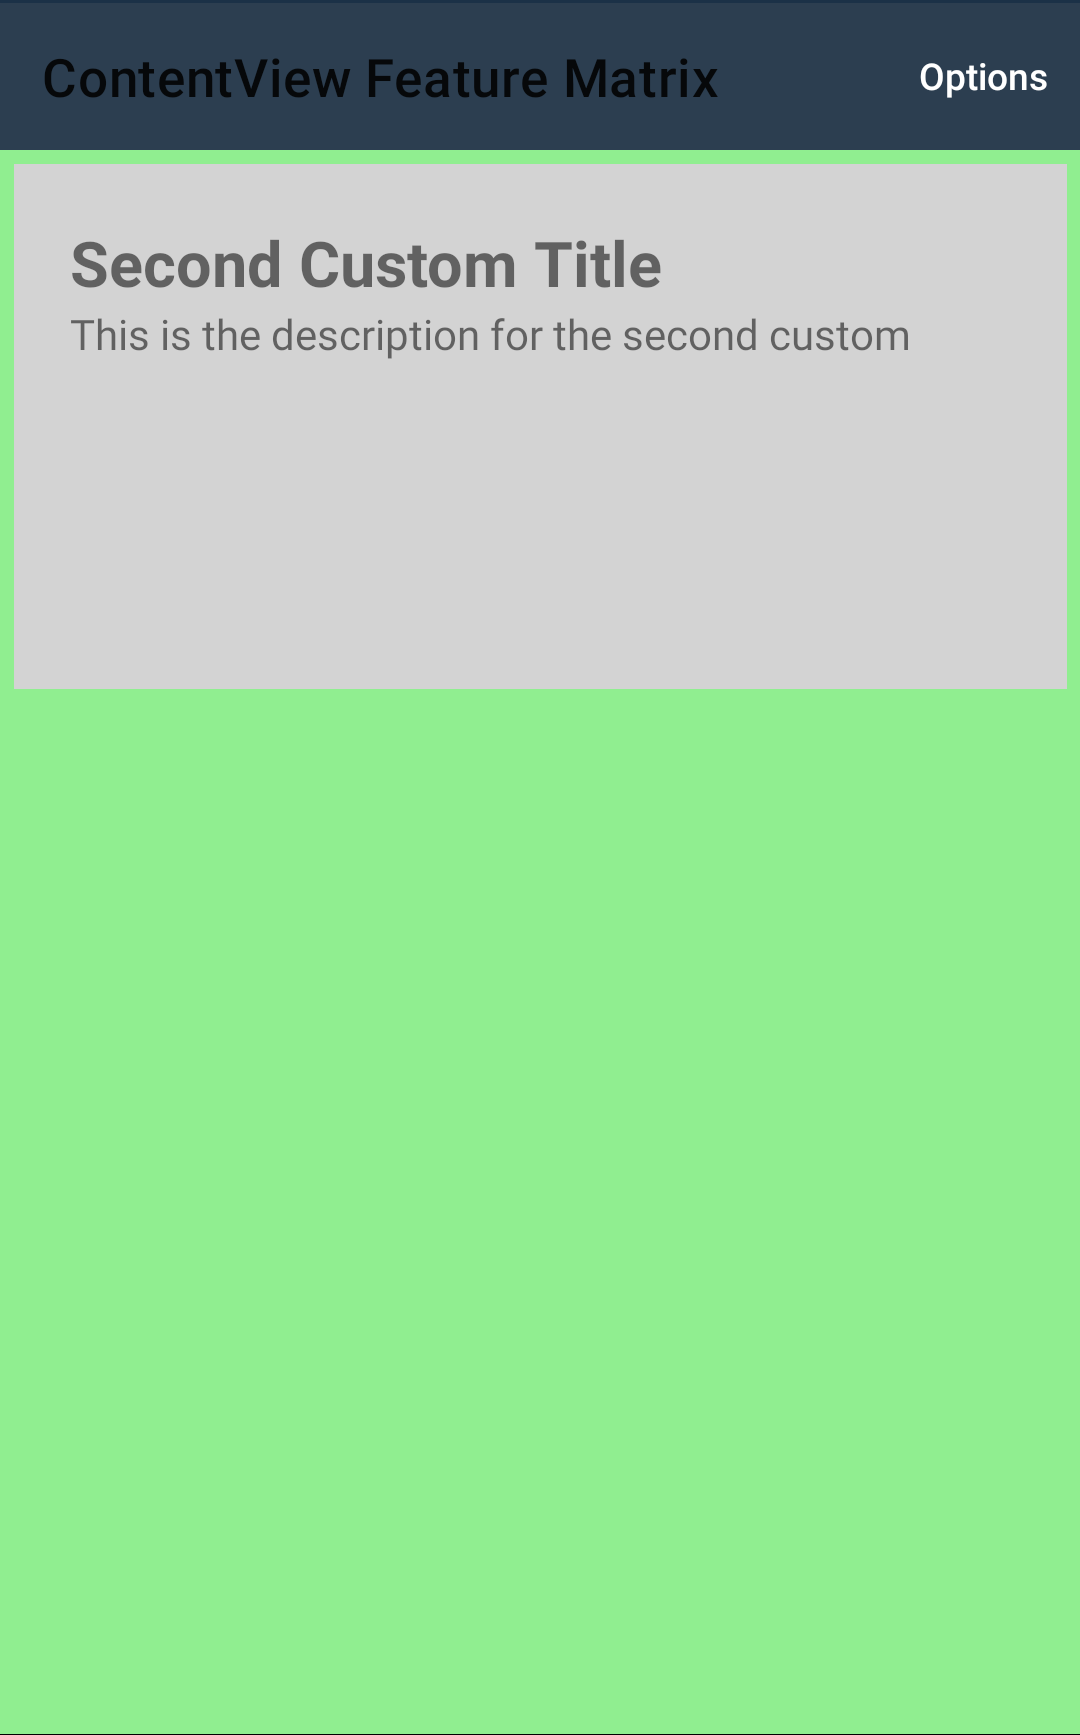 ContentView Feature Matrix
Options
Second Custom Title
This is the description for the second custom